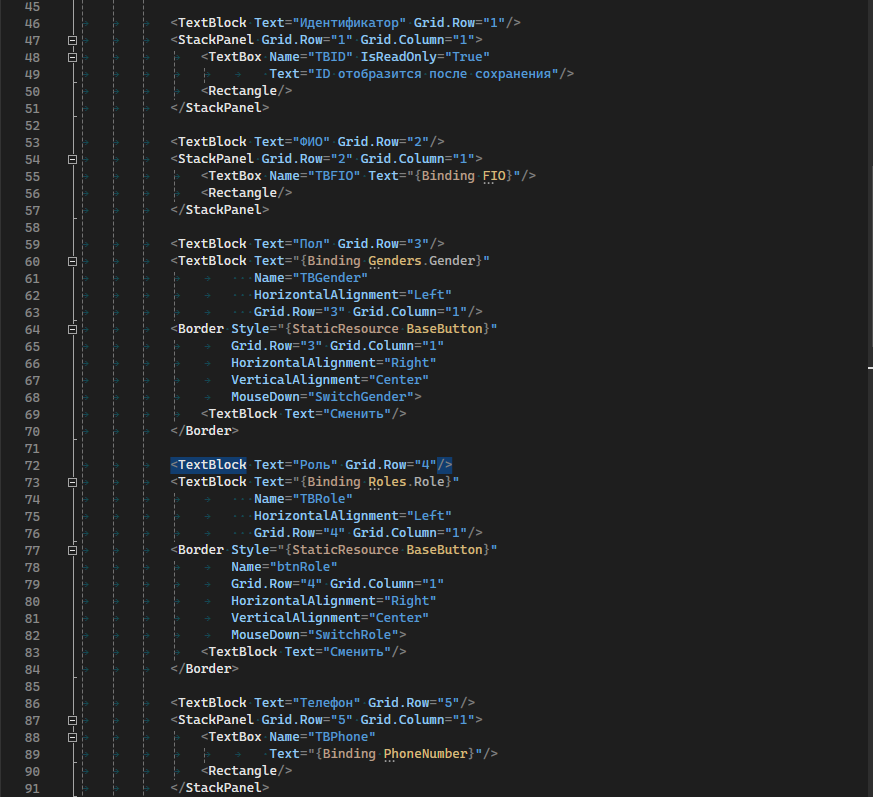 45
46 <TextBlock Text="Идентификатор" Grid.Row="1"/>
47 <StackPanel Grid.Row="1" Grid.Column="1">
48 <TextBox Name="TBID" IsReadOnly="True"
49 Text="ID отобразится после сохранения"/>
50 <Rectangle/>
51 </StackPanel>
52
53 <TextBlock Text="ФИО" Grid.Row="2"/>
54 <StackPanel Grid.Row="2" Grid.Column="1">
55 <TextBox Name="TBFIO" Text="{Binding FIO}"/>
56 <Rectangle/>
57 </StackPanel>
58
59 <TextBlock Text="Пол" Grid.Row="3"/>
60 <TextBlock Text="{Binding Genders.Gender}"
61 Name="TBGender"
62 HorizontalAlignment="Left"
63 Grid.Row="3" Grid.Column="1"/>
64 <Border Style="{StaticResource BaseButton}"
65 Grid.Row="3" Grid.Column="1"
66 HorizontalAlignment="Right"
67 VerticalAlignment="Center"
68 MouseDown="SwitchGender">
69 <TextBlock Text="Сменить"/>
70 </Border>
71
72 <TextBlock Text="Роль" Grid.Row="4"/>
73 <TextBlock Text="{Binding Roles.Role}"
74 Name="TBRole"
75 HorizontalAlignment="Left"
76 Grid.Row="4" Grid.Column="1"/>
77 <Border Style="{StaticResource BaseButton}"
78 Name="btnRole"
79 Grid.Row="4" Grid.Column="1"
80 HorizontalAlignment="Right"
81 VerticalAlignment="Center"
82 MouseDown="SwitchRole">
83 <TextBlock Text="Сменить"/>
84 </Border>
85
86 <TextBlock Text="Телефон" Grid.Row="5"/>
87 <StackPanel Grid.Row="5" Grid.Column="1">
88 <TextBox Name="TBPhone"
89 Text="{Binding PhoneNumber}"/>
90 <Rectangle/>
91 </StackPanel>